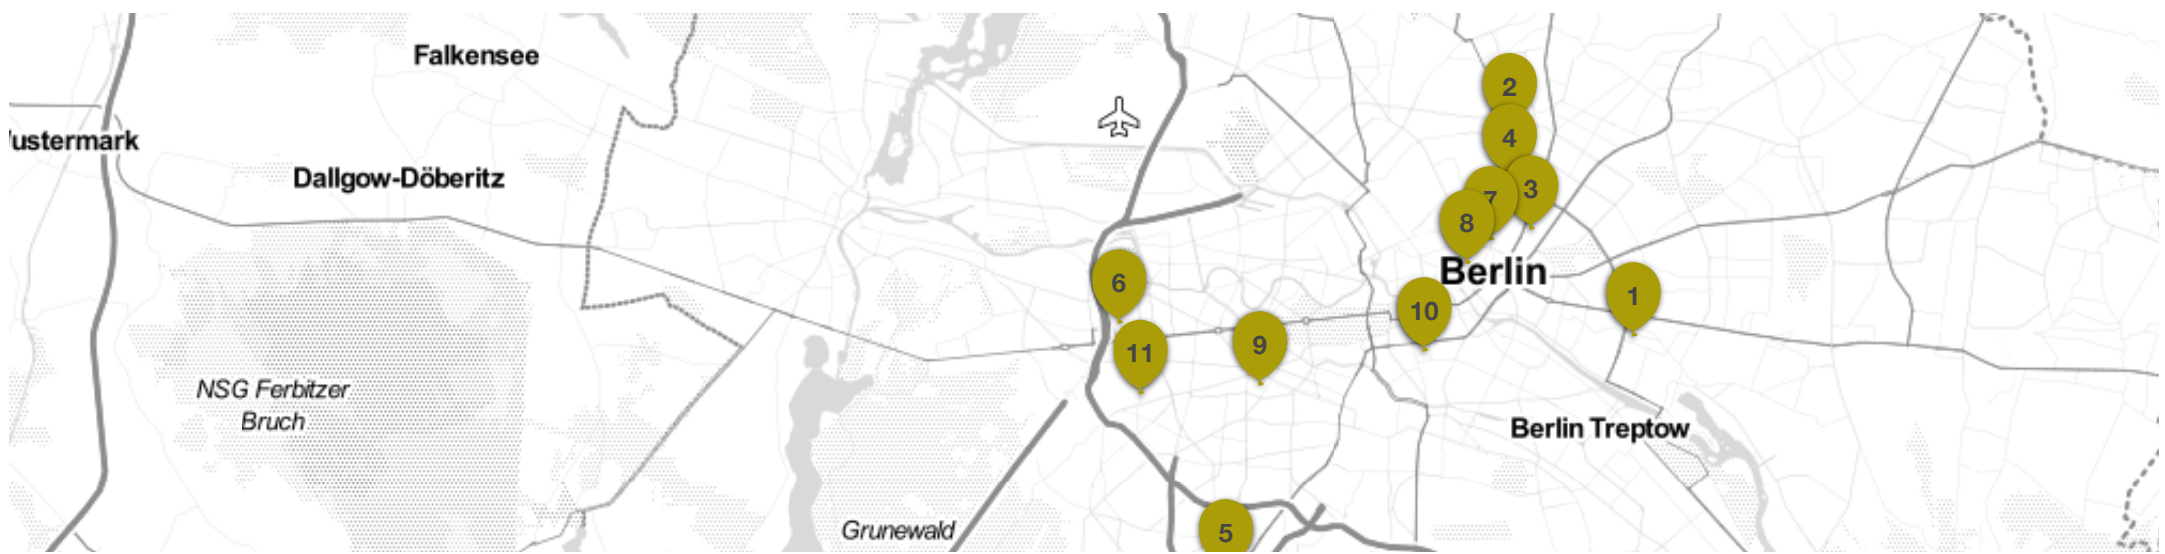 Falkensee
ustermark
Dallgow-Döberitz
2
4
3
7
8
Berlin
6
1
10
11
9
NSG Ferbitzer
Bruch
Berlin Treptow
Grunewald
5